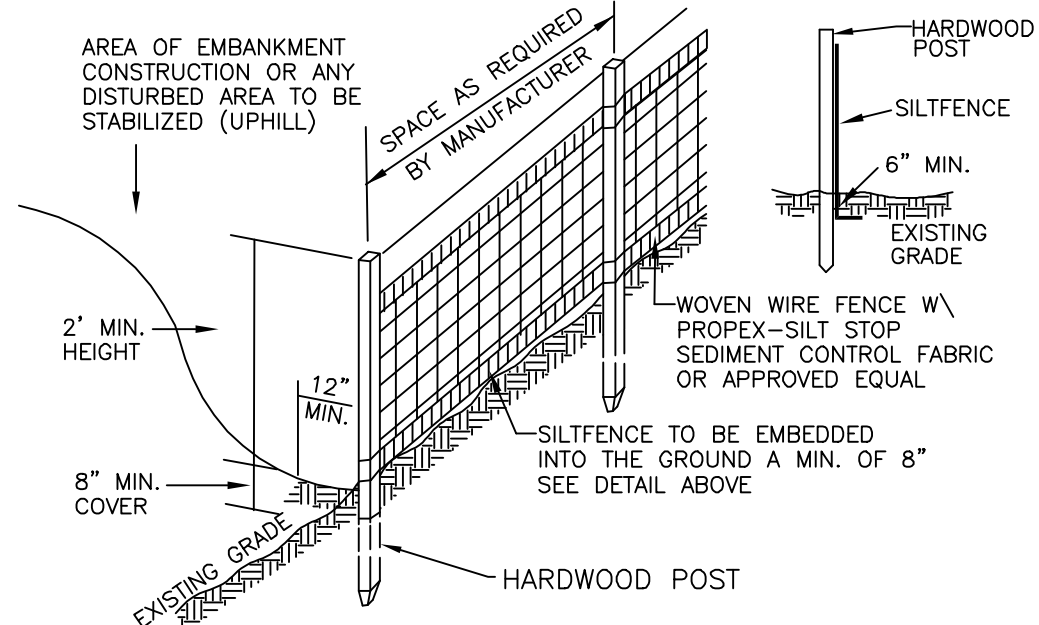 AREA OF EMBANKMENT
CONSTRUCTION OR ANY
DISTURBED AREA TO BE
STABILIZED (UPHILL)
SPACE AS REQUIRED
BY MANUFACTURER
HARDWOOD
POST
SILTFENCE
6" MIN.
EXISTING
GRADE
2' MIN.
HEIGHT
12"
MIN.
WOVEN WIRE FENCE W\
PROPEX-SILT STOP
SEDIMENT CONTROL FABRIC
OR APPROVED EQUAL
SILTFENCE TO BE EMBEDDED
INTO THE GROUND A MIN. OF 8"
SEE DETAIL ABOVE
8" MIN.
COVER
EXISTING GRADE
HARDWOOD POST